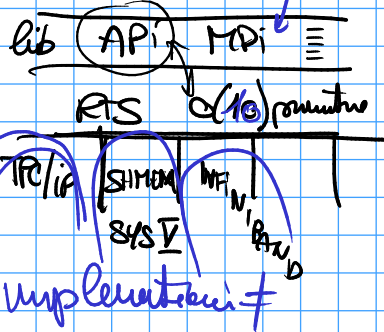 lib API MPI
RTS O(10) primitive
TPC/IP SHMEM INFINIBAND
SYS V
implementazioni ≠